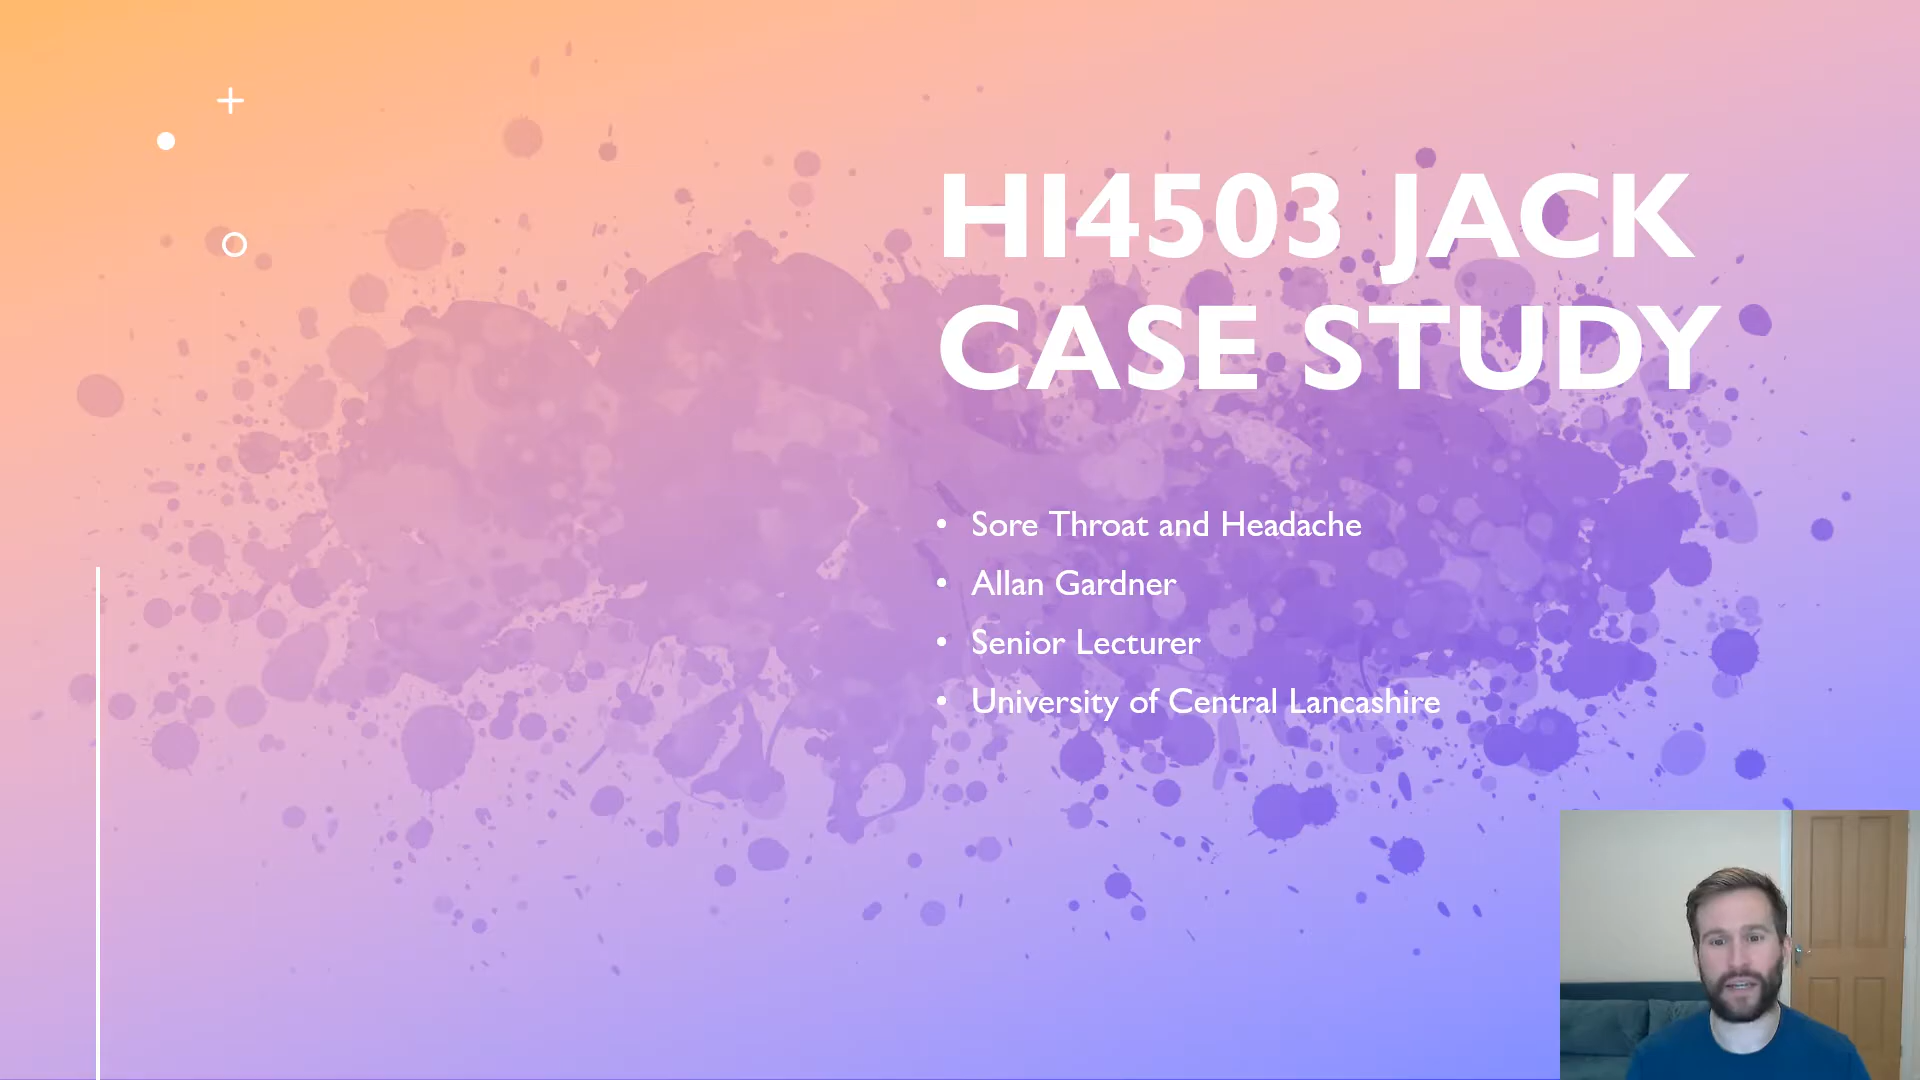 HI4503 JACK
CASE STUDY
• Sore Throat and Headache
• Allan Gardner
• Senior Lecturer
• University of Central Lancashire